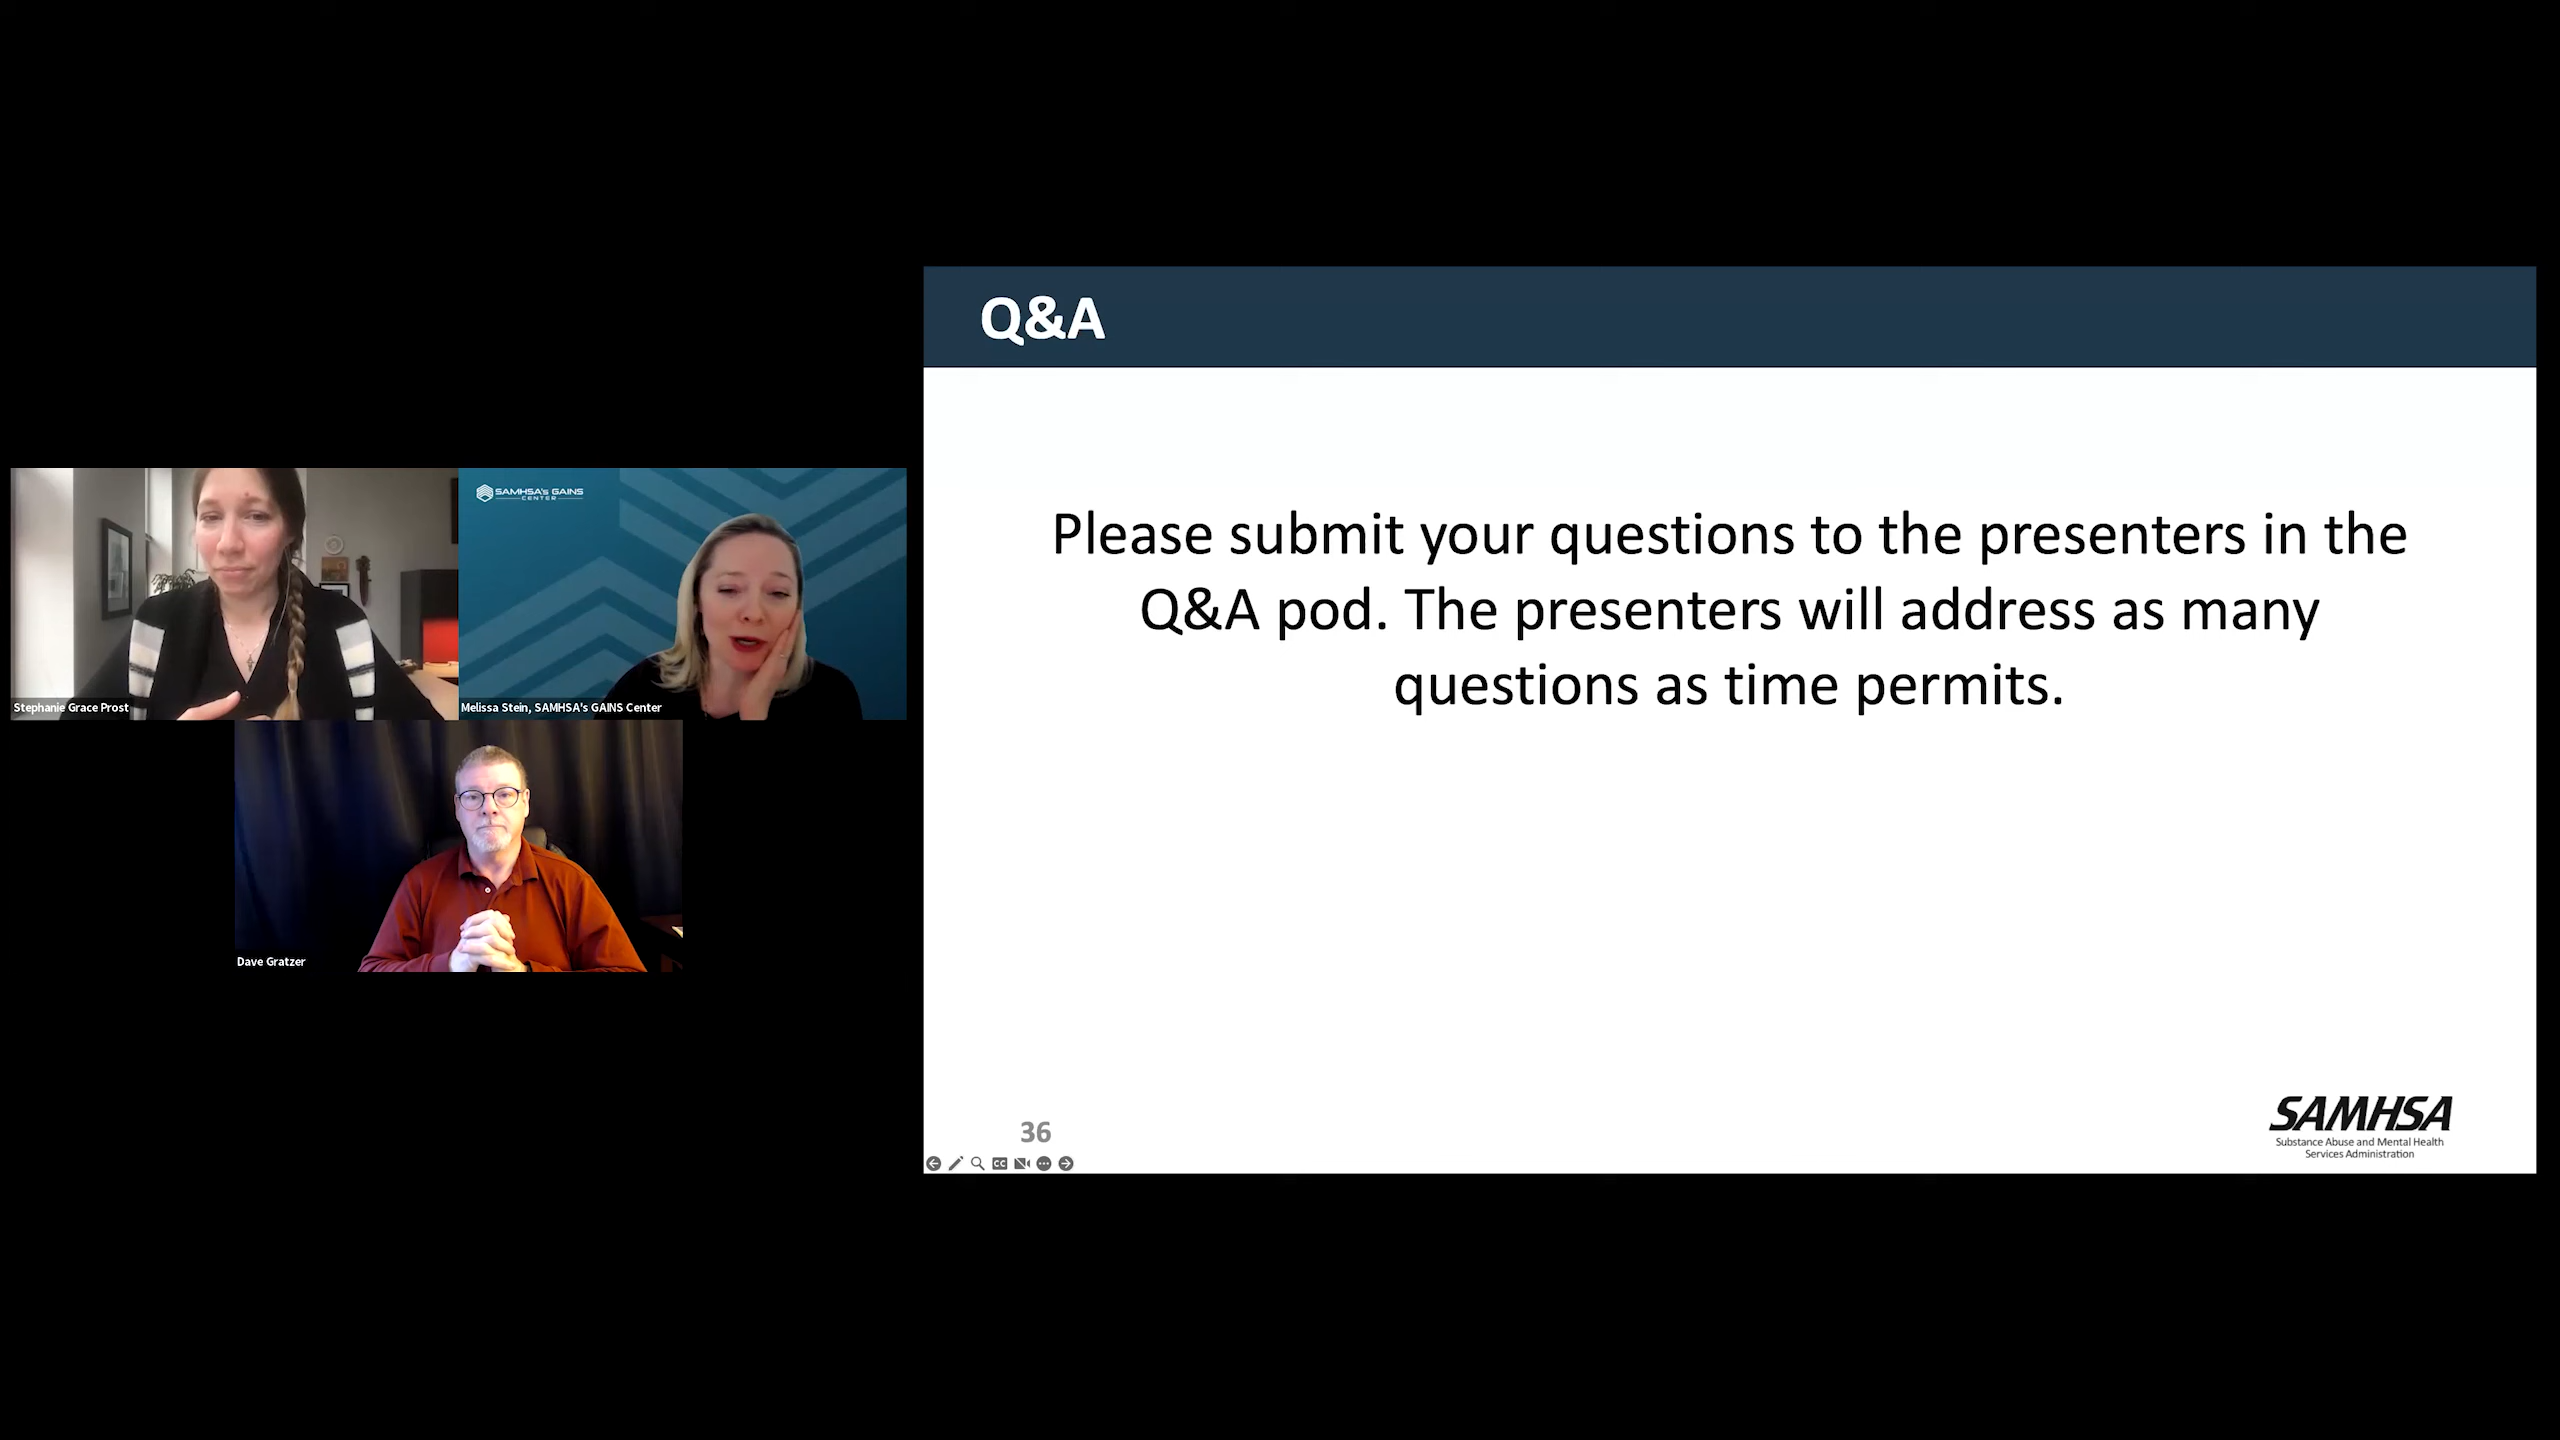 Q&A
Please submit your questions to the presenters in the
Q&A pod. The presenters will address as many
questions as time permits.
SAMHSA's GAINS
CENTER
Stephanie Grace Prost
Melissa Stein, SAMHSA's GAINS Center
Dave Gratzer
36
CC
SAMHSA
Substance Abuse and Mental Health
Services Administration